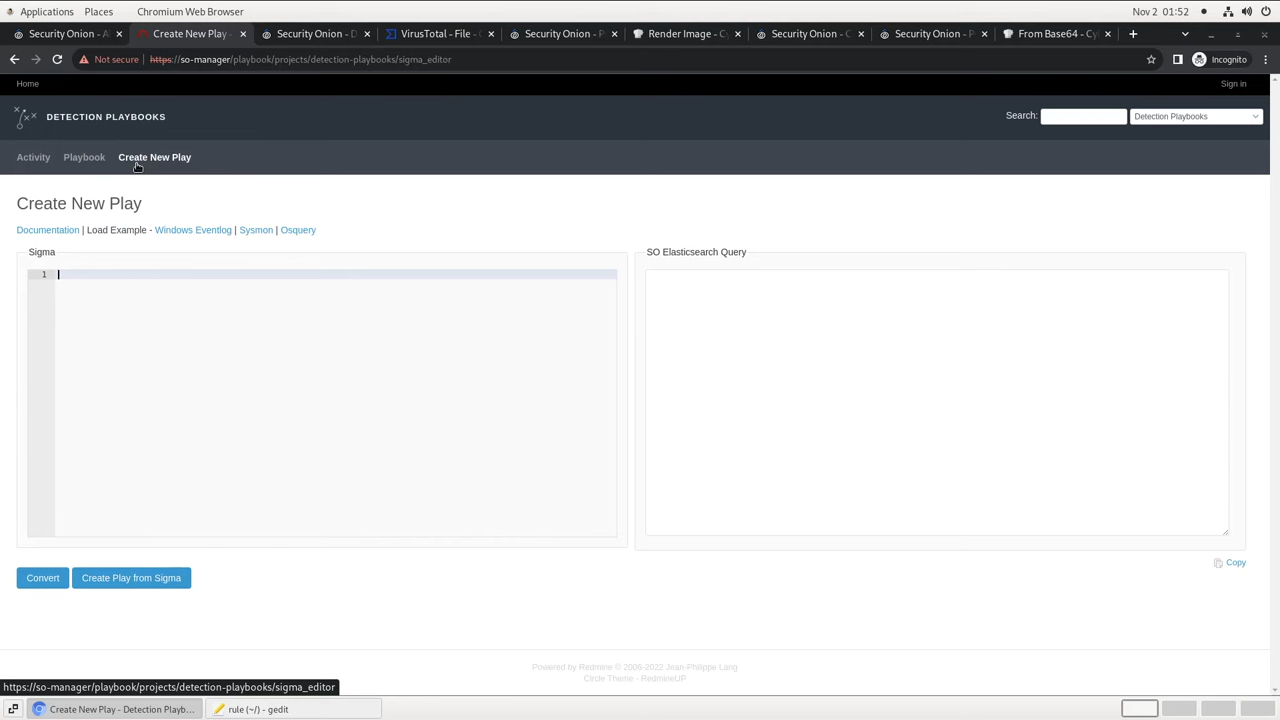 Applications Places Chromium Web Browser Nov 2 01:52
Security Onion - A Create New Play - Security Onion - D VirusTotal - File - Security Onion - P Render Image - Cy Security Onion - C Security Onion - P From Base64 - Cy
Not secure https://so-manager/playbook/projects/detection-playbooks/sigma_editor Incognito
Home Sign in
DETECTION PLAYBOOKS Search: Detection Playbooks
Activity Playbook Create New Play
Create New Play
Documentation | Load Example - Windows Eventlog | Sysmon | Osquery
Sigma SO Elasticsearch Query
1
Copy
Convert Create Play from Sigma
Powered by Redmine © 2006-2022 Jean-Philippe Lang
Circle Theme - RedmineUP
https://so-manager/playbook/projects/detection-playbooks/sigma_editor
Create New Play - Detection Playb... rule (~/) - gedit